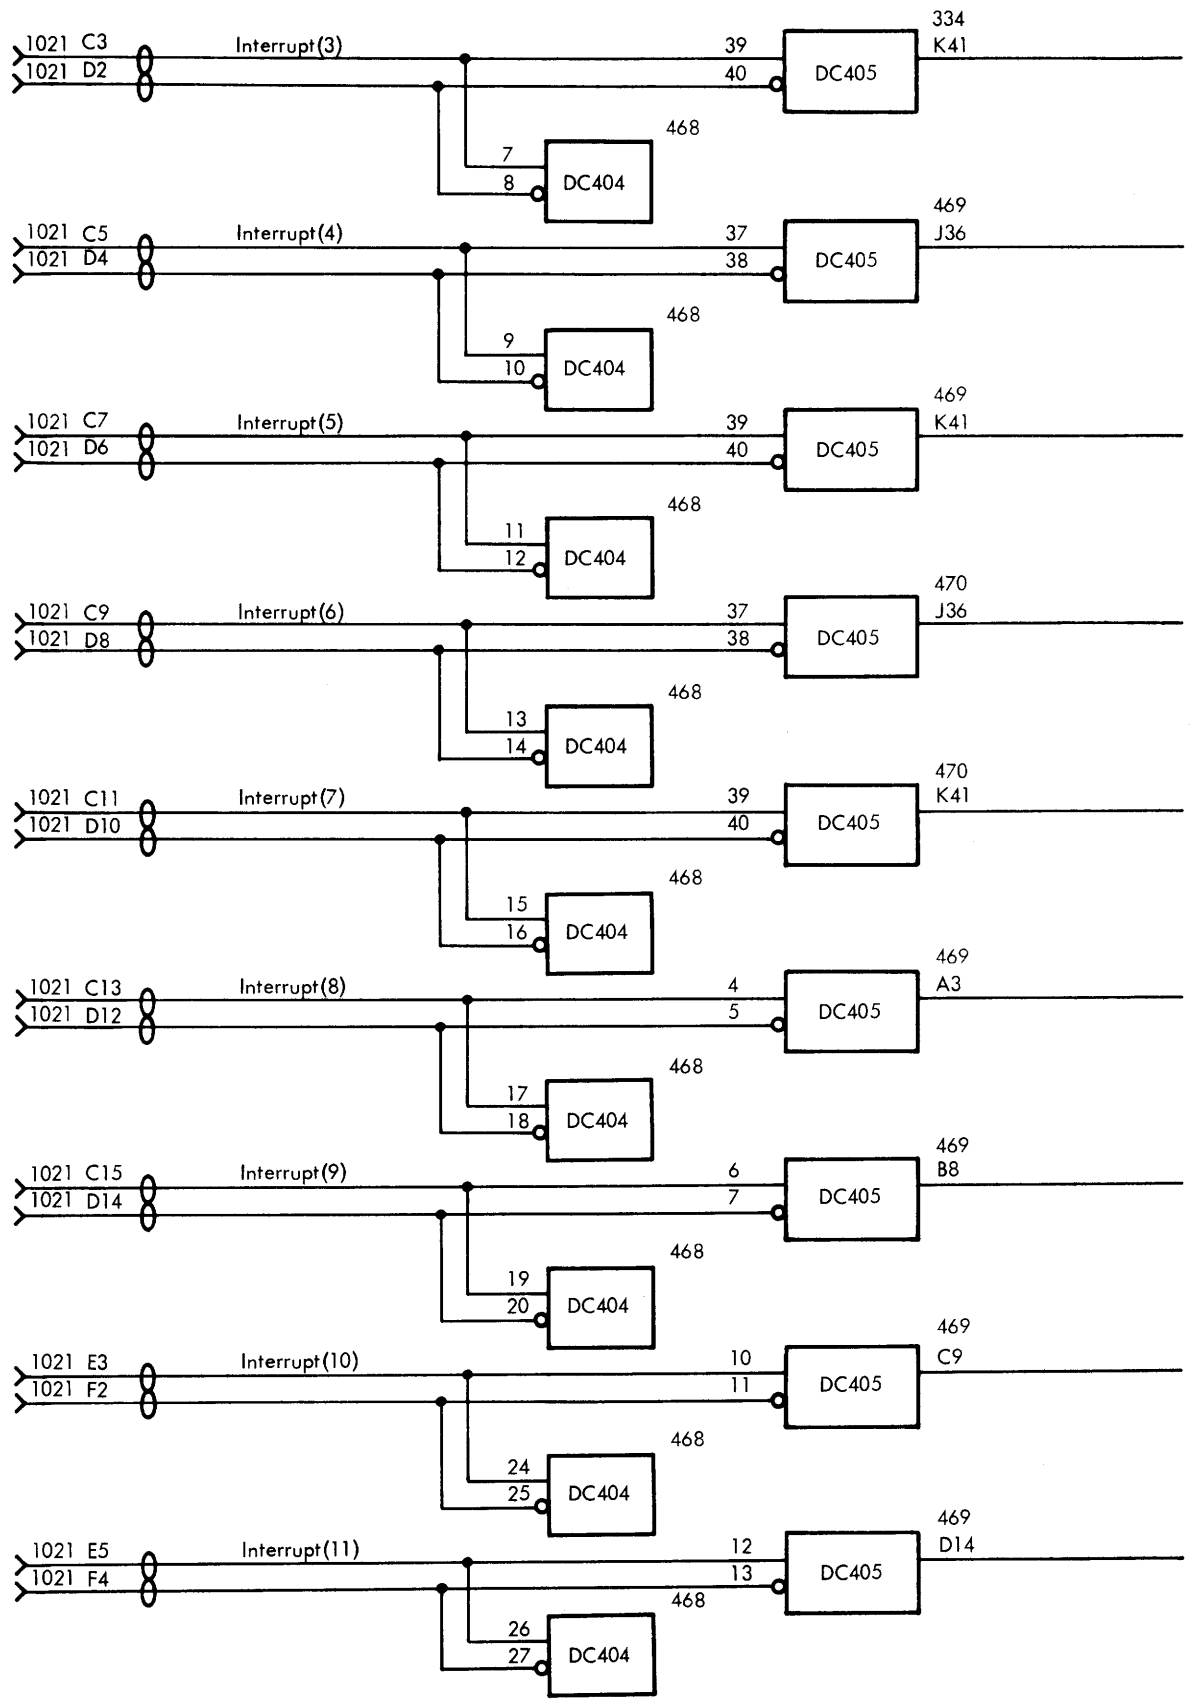 334
1021 C3 Interrupt(3) 39 K41
1021 D2 40 DC405
468
7
8 DC404
469
1021 C5 Interrupt(4) 37 J36
1021 D4 38 DC405
468
9
10 DC404
469
1021 C7 Interrupt(5) 39 K41
1021 D6 40 DC405
468
11
12 DC404
470
1021 C9 Interrupt(6) 37 J36
1021 D8 38 DC405
468
13
14 DC404
470
1021 C11 Interrupt(7) 39 K41
1021 D10 40 DC405
468
15
16 DC404
469
1021 C13 Interrupt(8) 4 A3
1021 D12 5 DC405
468
17
18 DC404
469
1021 C15 Interrupt(9) 6 B8
1021 D14 7 DC405
468
19
20 DC404
469
1021 E3 Interrupt(10) 10 C9
1021 F2 11 DC405
468
24
25 DC404
469
1021 E5 Interrupt(11) 12 D14
1021 F4 13 DC405
468
26
27 DC404